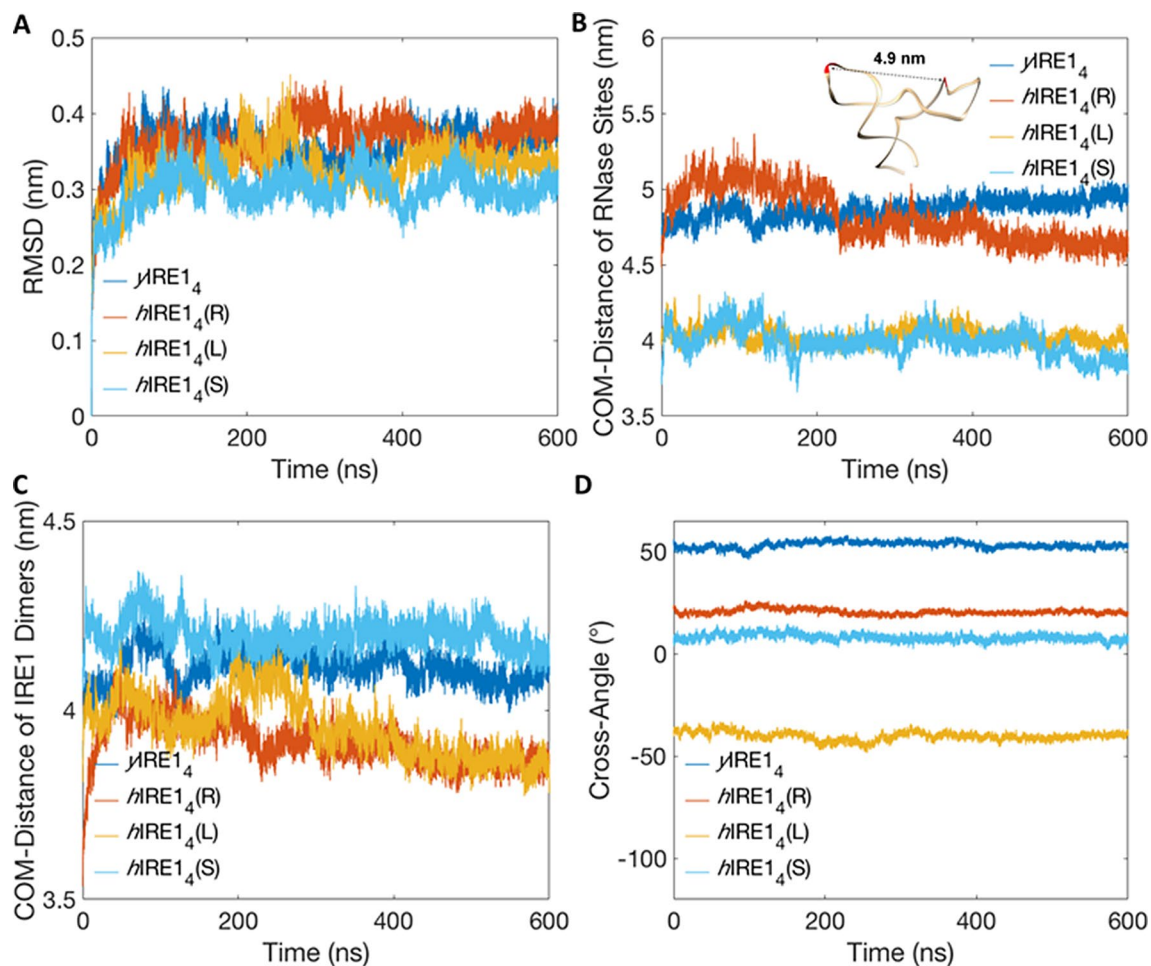 A
RMSD (nm)
0.5
0.4
0.3
0.2
0.1
0
yIRE1₄
hIRE1₄(R)
hIRE1₄(L)
hIRE1₄(S)
0 200 400 600
Time (ns)
B
COM-Distance of RNase Sites (nm)
6
5.5
5
4.5
4
3.5
4.9 nm
yIRE1₄
hIRE1₄(R)
hIRE1₄(L)
hIRE1₄(S)
0 200 400 600
Time (ns)
C
COM-Distance of IRE1 Dimers (nm)
4.5
4
3.5
yIRE1₄
hIRE1₄(R)
hIRE1₄(L)
hIRE1₄(S)
0 200 400 600
Time (ns)
D
Cross-Angle (°)
50
0
-50
-100
yIRE1₄
hIRE1₄(R)
hIRE1₄(L)
hIRE1₄(S)
0 200 400 600
Time (ns)